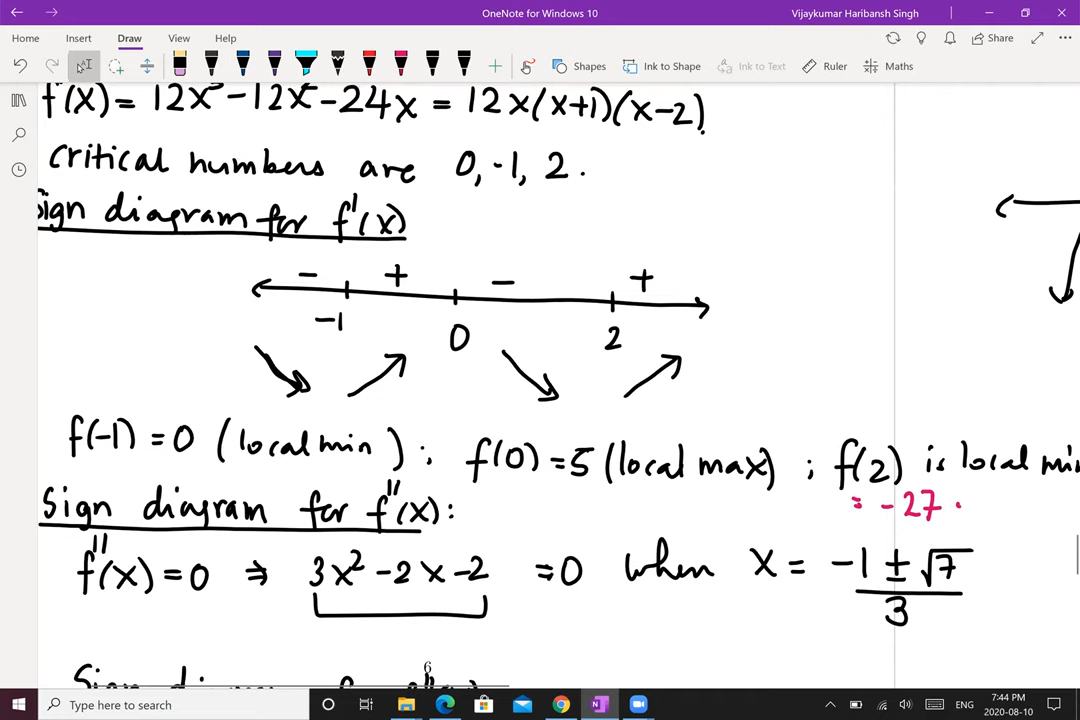 OneNote for Windows 10
Vijaykumar Haribansh Singh
Home Insert Draw View Help
Share
Shapes Ink to Shape Ink to Text Ruler Maths
f'(x) = 12x³ - 12x² - 24x = 12x(x+1)(x-2).
Critical numbers are 0, -1, 2.
Sign diagram for f'(x)
- + - +
-1 0 2
f(-1) = 0 (local min); f(0) = 5 (local max); f(2) is local min
= -27.
Sign diagram for f''(x):
f''(x) = 0 ⇒ 3x² - 2x - 2 = 0 when x = (-1 ± √7)/3
6
Type here to search
ENG
7:44 PM
2020-08-10